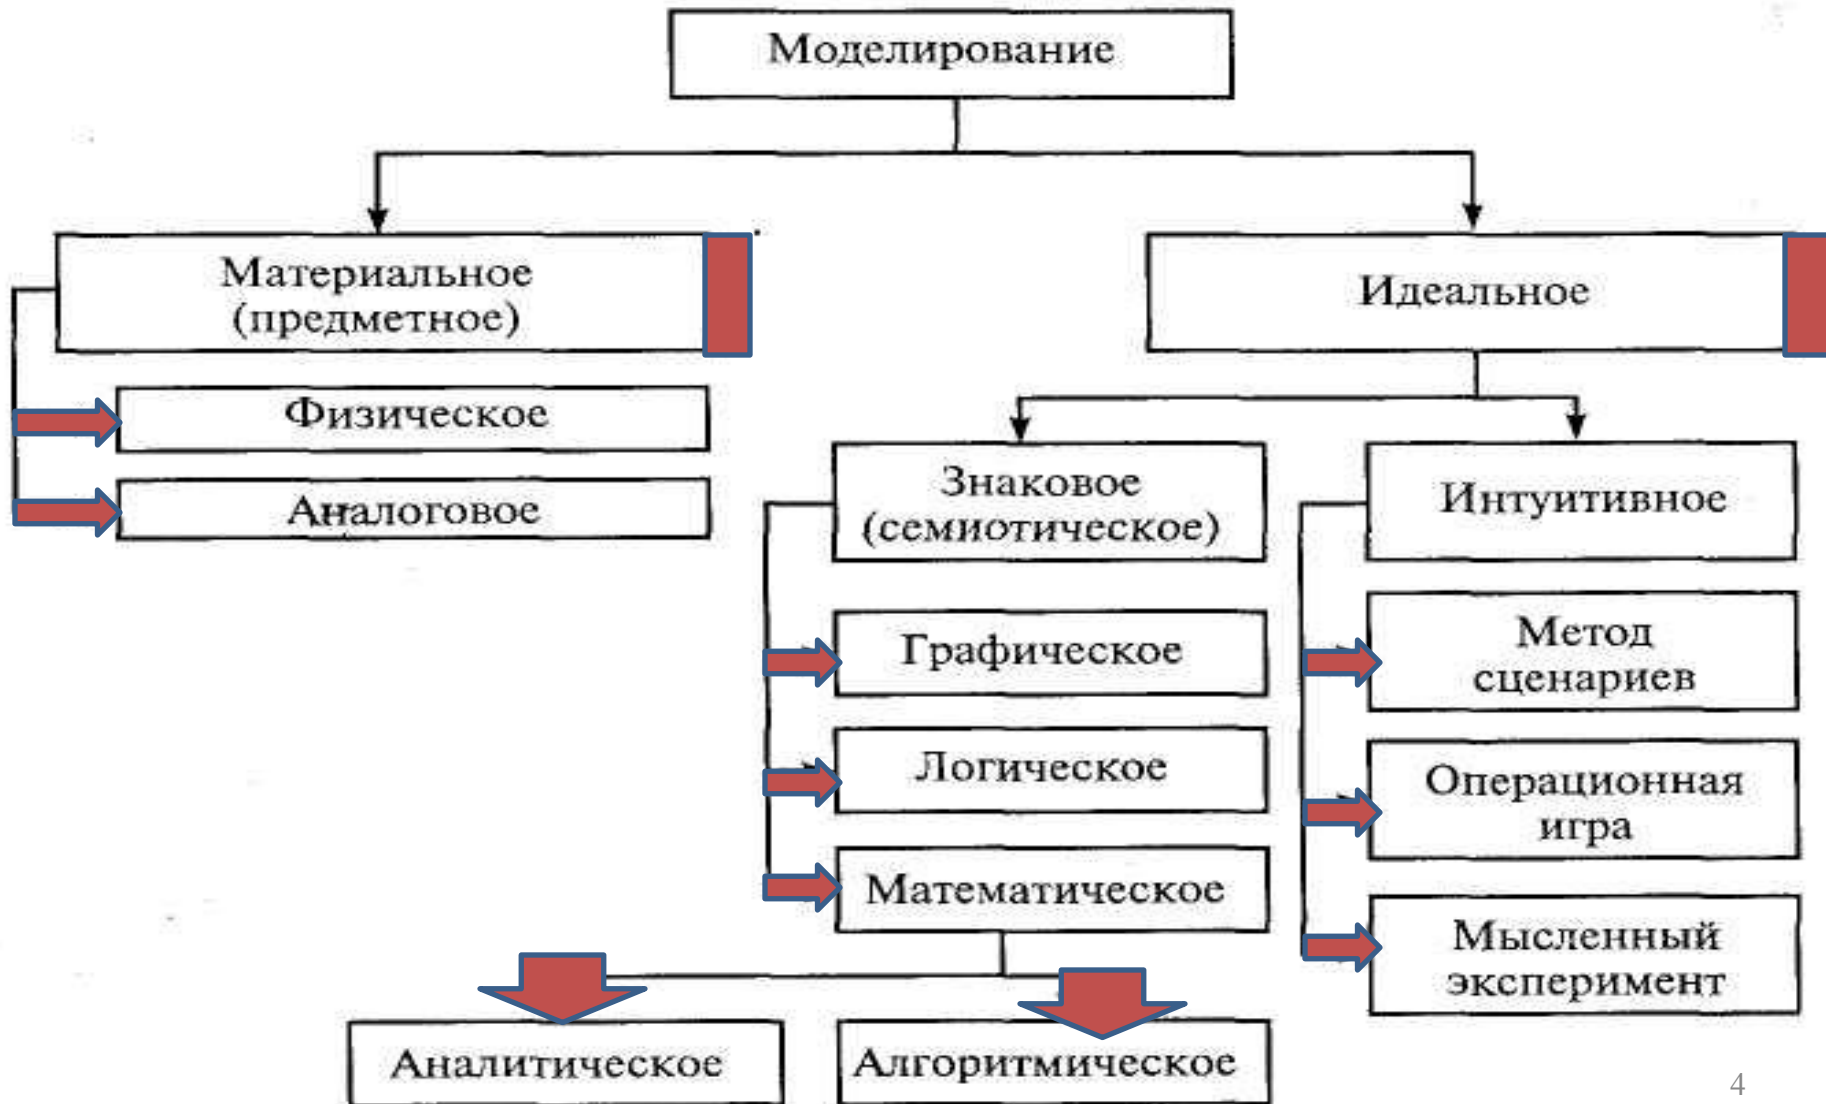 Моделирование
Материальное
(предметное)
Идеальное
Физическое
Аналоговое
Знаковое
(семиотическое)
Интуитивное
Графическое
Метод
сценариев
Логическое
Операционная
игра
Математическое
Мысленный
эксперимент
Аналитическое
Алгоритмическое
4